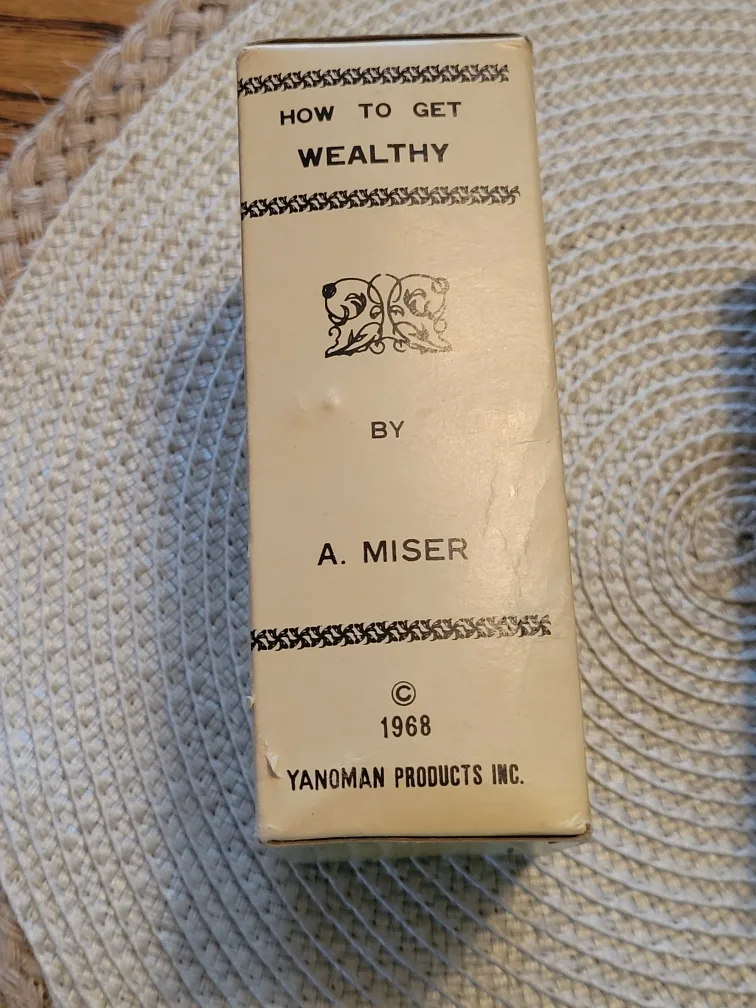 HOW TO GET
WEALTHY
BY
A. MISER
©
1968
YANOMAN PRODUCTS INC.